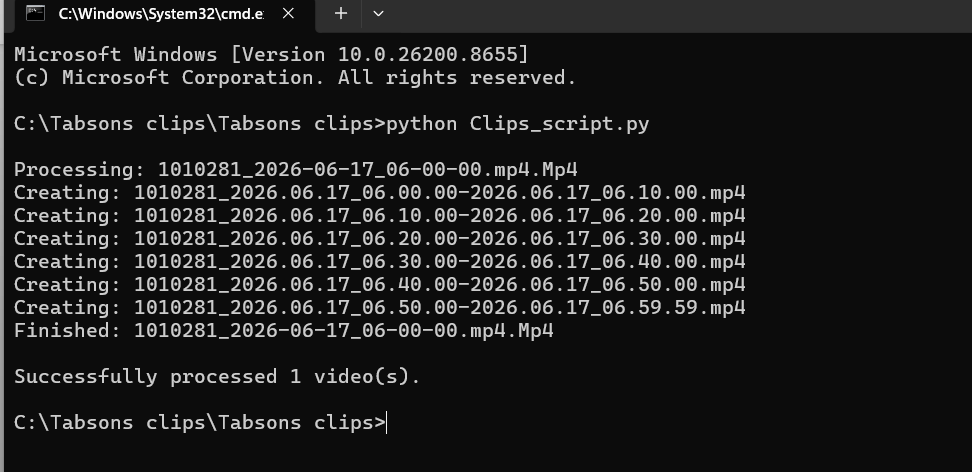 C:\Windows\System32\cmd.e
Microsoft Windows [Version 10.0.26200.8655]
(c) Microsoft Corporation. All rights reserved.
C:\Tabsons clips\Tabsons clips>python Clips_script.py
Processing: 1010281_2026-06-17_06-00-00.mp4.Mp4
Creating: 1010281_2026.06.17_06.00.00-2026.06.17_06.10.00.mp4
Creating: 1010281_2026.06.17_06.10.00-2026.06.17_06.20.00.mp4
Creating: 1010281_2026.06.17_06.20.00-2026.06.17_06.30.00.mp4
Creating: 1010281_2026.06.17_06.30.00-2026.06.17_06.40.00.mp4
Creating: 1010281_2026.06.17_06.40.00-2026.06.17_06.50.00.mp4
Creating: 1010281_2026.06.17_06.50.00-2026.06.17_06.59.59.mp4
Finished: 1010281_2026-06-17_06-00-00.mp4.Mp4
Successfully processed 1 video(s).
C:\Tabsons clips\Tabsons clips>